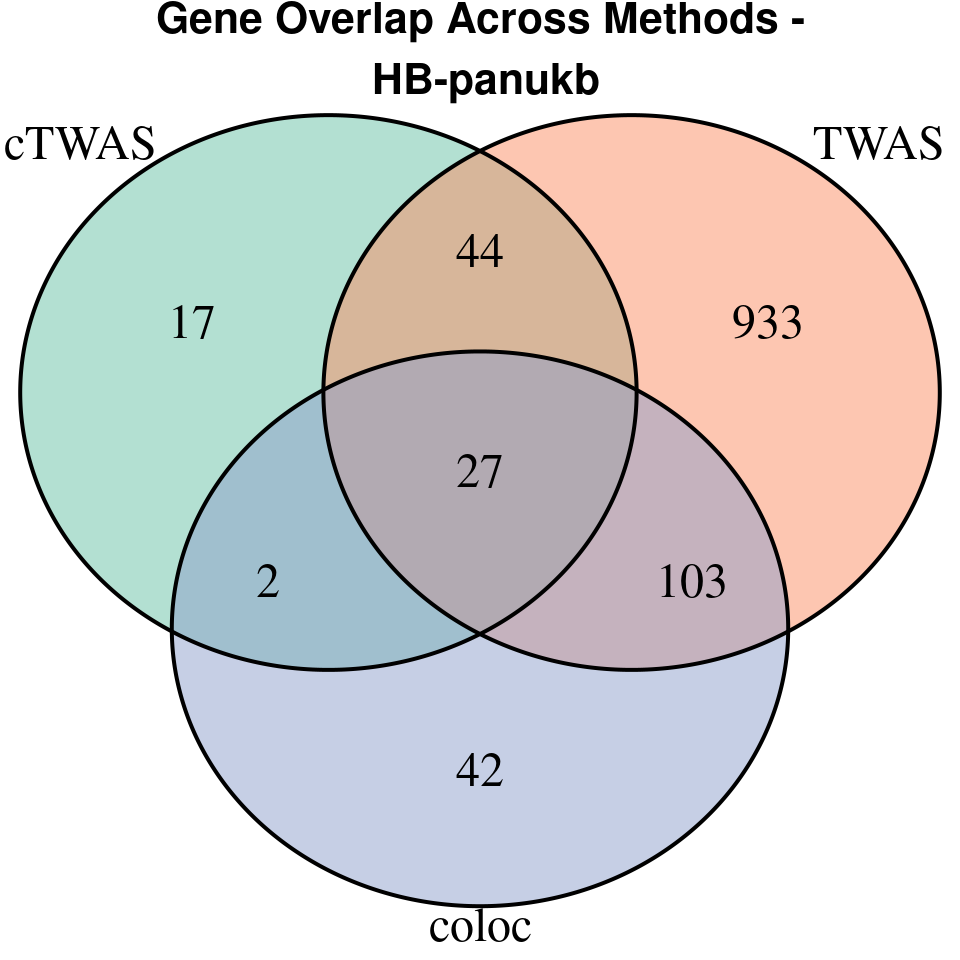 Gene Overlap Across Methods -
HB-panukb
cTWAS
TWAS
44
17
933
27
2
103
42
coloc